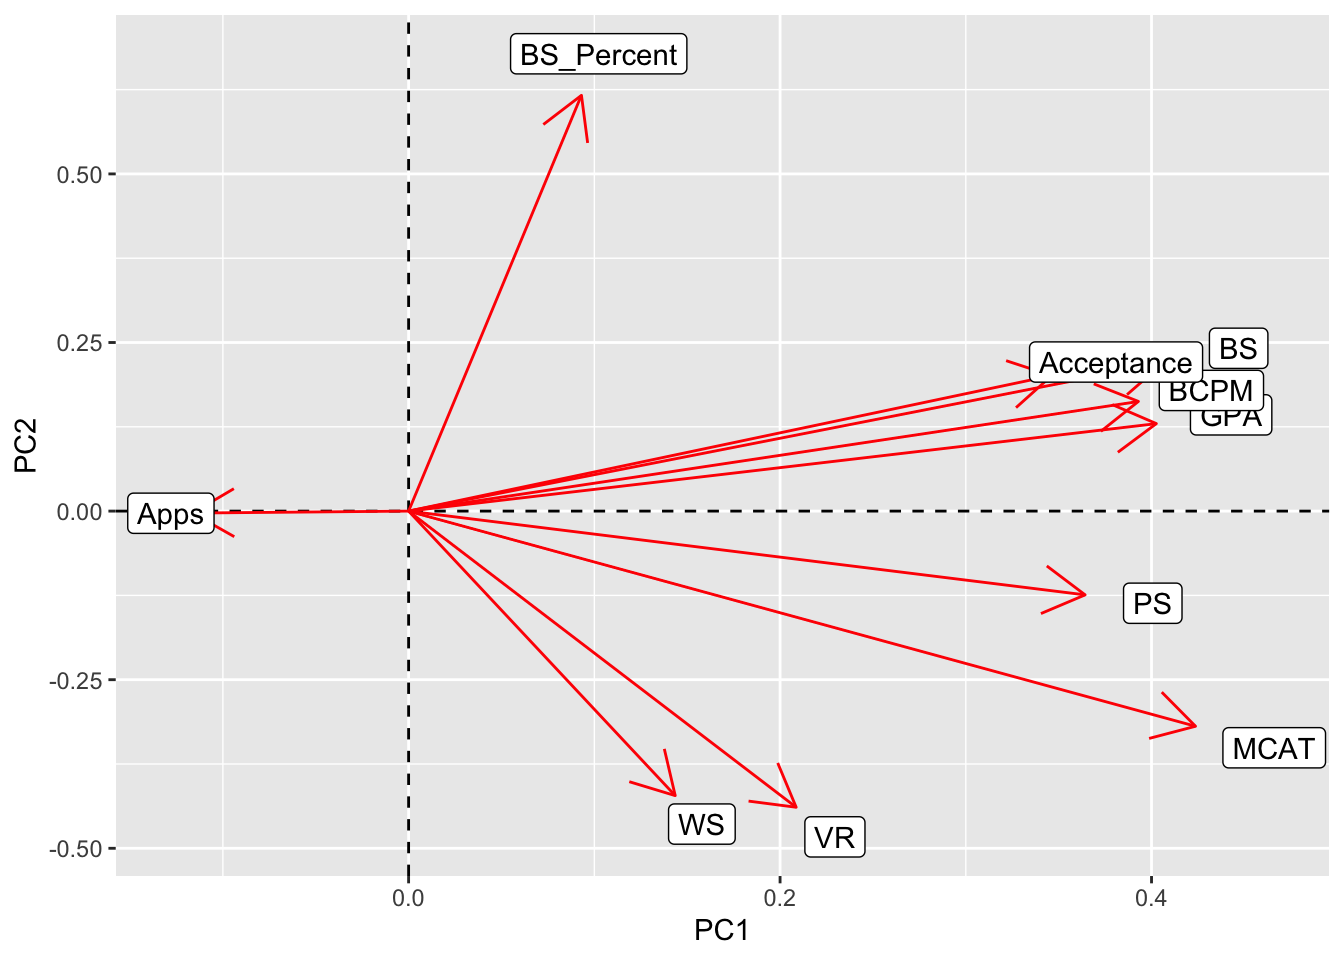 BS_Percent
0.50
0.25
BS
Acceptance
BCPM
GPA
PC2
0.00
Apps
PS
-0.25
MCAT
WS
VR
-0.50
0.0
0.2
0.4
PC1